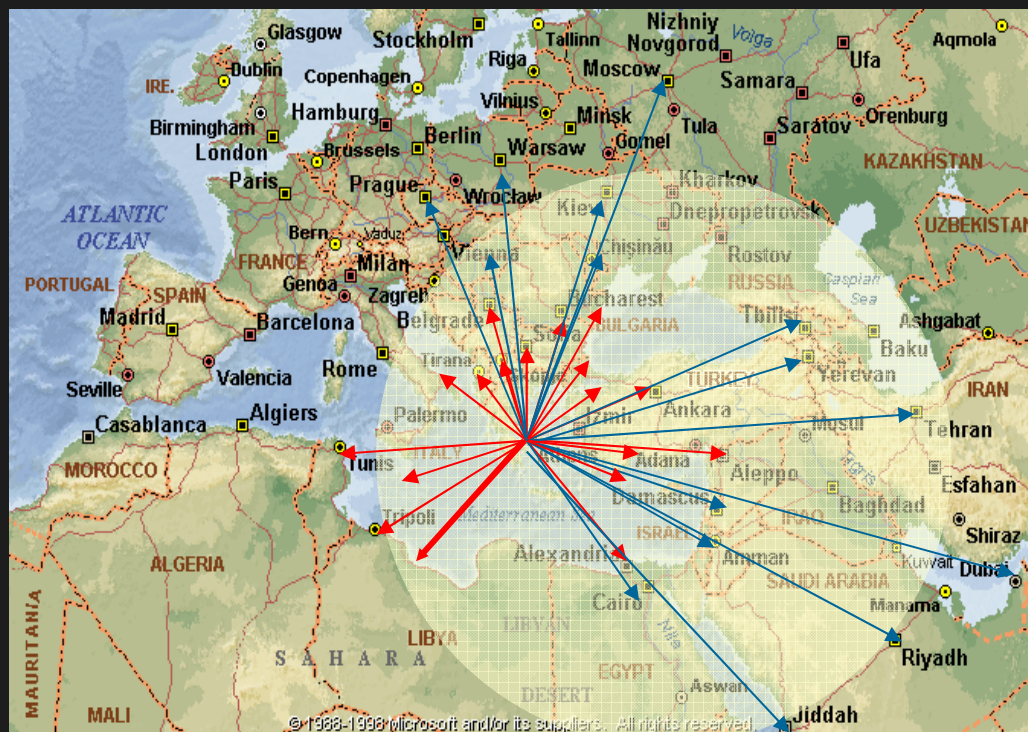 Glasgow
Stockholm
Tallinn
Nizhniy
Novgorod
Volga
Ufa
Aqmola
Dublin
IRE.
Copenhagen
Riga
Moscow
Samara
Birmingham
Hamburg
Vilnius
Minsk
Tula
Orenburg
London
Berlin
Gomel
Saratov
Brussels
Warsaw
KAZAKHSTAN
Paris
Prague
Wrocław
Kharkov
Kiev
Dnepropetrovsk
ATLANTIC
OCEAN
Bern
Vaduz
Vienna
Chișinău
Rostov
UZBEKISTAN
FRANCE
Milan
RUSSIA
Caspian
Sea
PORTUGAL
SPAIN
Genoa
Zagreb
Bucharest
Madrid
Barcelona
Belgrade
Sofia
BULGARIA
Tbilisi
Ashgabat
Baku
Rome
Tirana
Skopje
TURKEY
Yerevan
IRAN
Seville
Valencia
Casablanca
Algiers
Palermo
Izmir
Ankara
Mosul
Tehran
MOROCCO
Tunis
ITALY
Athens
Adana
Aleppo
Tigris
Esfahan
Damascus
Baghdad
Tripoli
Mediterranean Sea
ISRAEL
IRAQ
Shiraz
ALGERIA
Alexandria
Amman
Kuwait
Dubai
SAUDI ARABIA
Cairo
Manama
MAURITANIA
LIBYA
LIBYAN
Nile
SAHARA
Riyadh
EGYPT
DESERT
Aswan
MALI
Jiddah
© 1988-1998 Microsoft and/or its suppliers. All rights reserved.